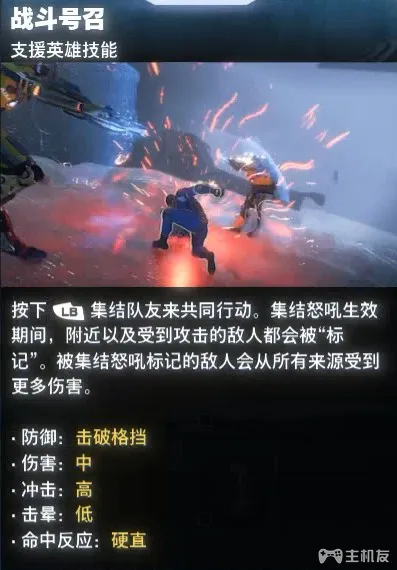 战斗号召
支援英雄技能
按下 LB 集结队友来共同行动。集结怒吼生效
期间，附近以及受到攻击的敌人都会被“标
记”。被集结怒吼标记的敌人会从所有来源受到
更多伤害。
· 防御：击破格挡
· 伤害：中
· 冲击：高
· 击晕：低
· 命中反应：硬直
主机友